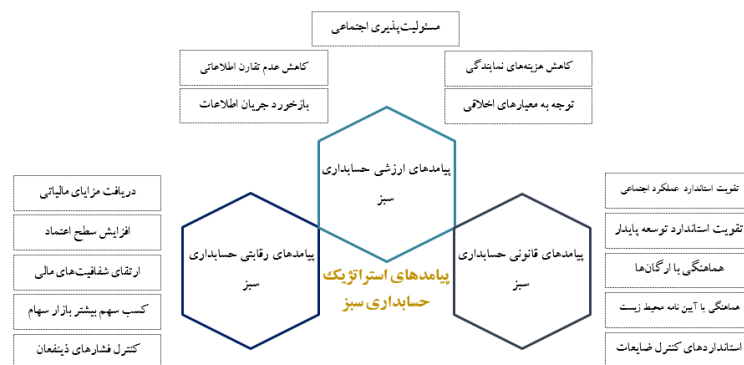 مسئولیت‌پذیری اجتماعی
کاهش هزینه‌های نمایندگی
کاهش عدم تقارن اطلاعاتی
توجه به معیارهای اخلاقی
بازخورد جریان اطلاعات
پیامدهای ارزشی حسابداری
سبز
تقویت استاندارد عملکرد اجتماعی
تقویت استاندارد توسعه پایدار
هماهنگی با ارگان‌ها
هماهنگی با آیین نامه محیط زیست
استانداردهای کنترل ضایعات
پیامدهای قانونی حسابداری
سبز
پیامدهای استراتژیک
حسابداری سبز
پیامدهای رقابتی حسابداری
سبز
دریافت مزایای مالیاتی
افزایش سطح اعتماد
ارتقای شفافیت‌های مالی
کسب سهم بیشتر بازار سهام
کنترل فشارهای ذینفعان